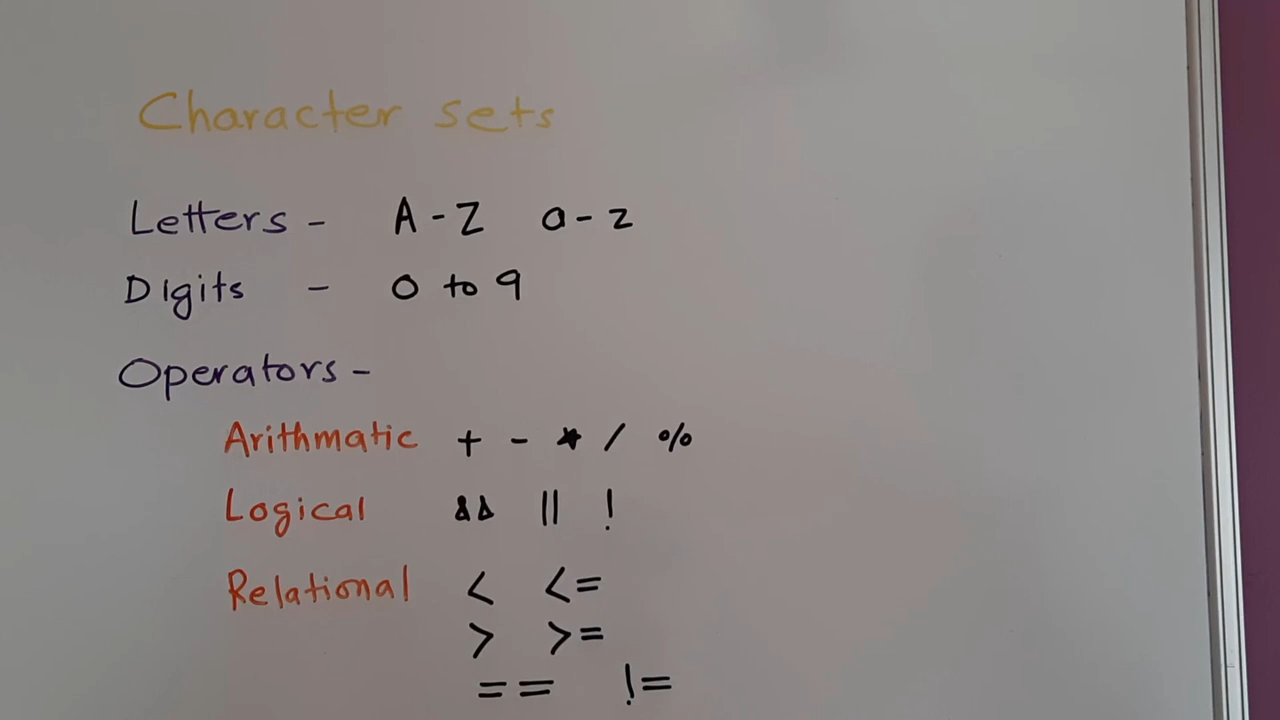 Character sets
Letters - A-Z a-z
Digits - 0 to 9
Operators -
Arithmatic + - * / %
Logical && || !
Relational < <=
> >=
== !=